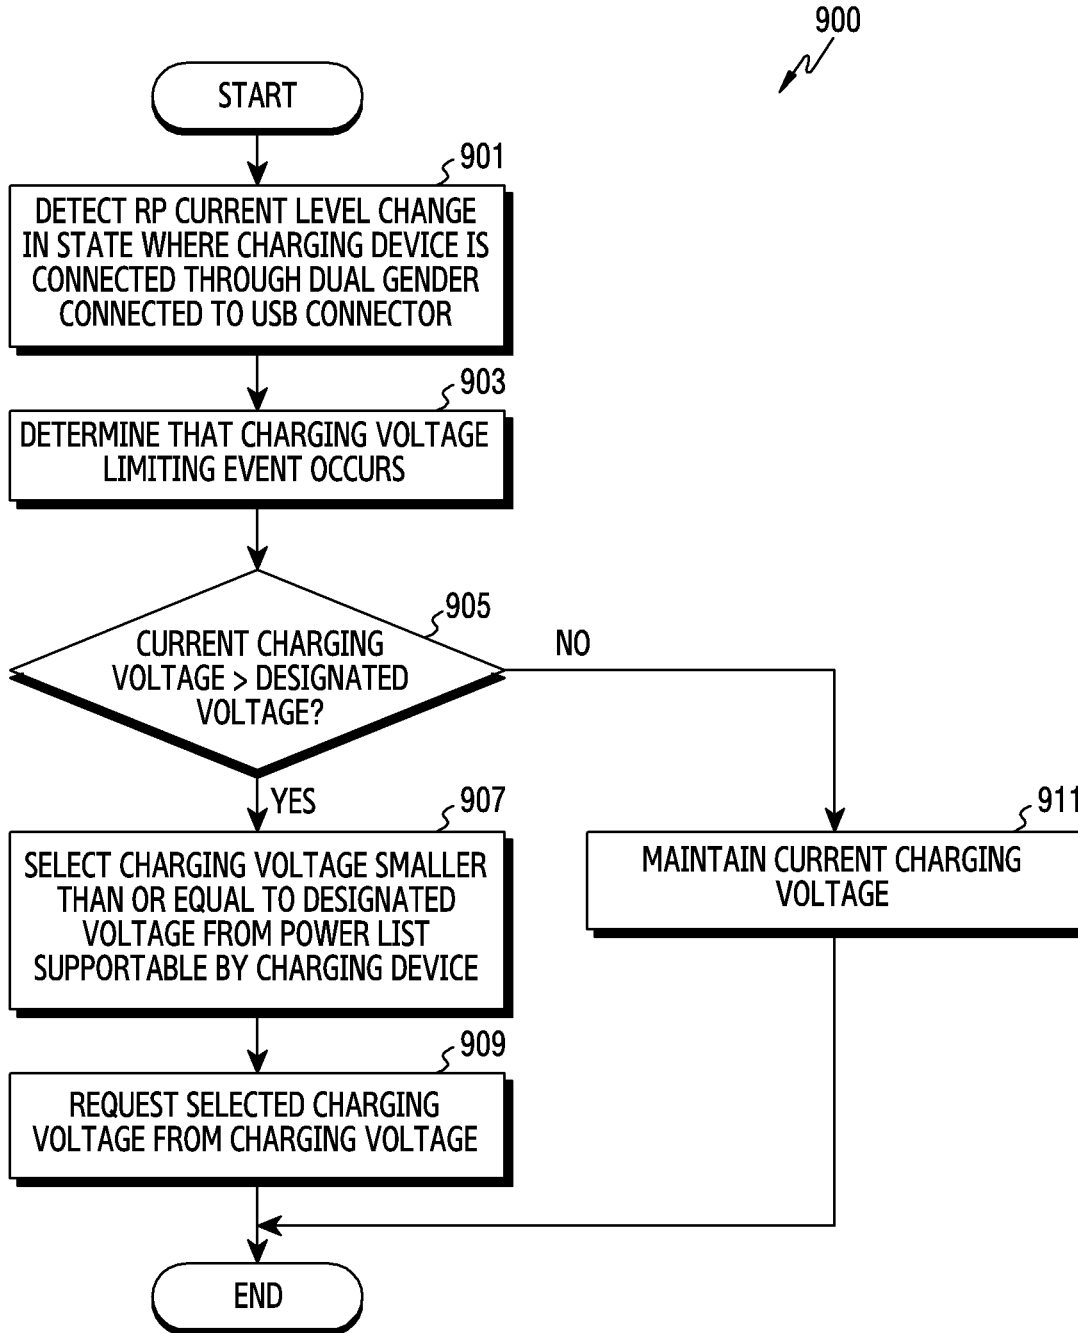 900
START
901
DETECT RP CURRENT LEVEL CHANGE
IN STATE WHERE CHARGING DEVICE IS
CONNECTED THROUGH DUAL GENDER
CONNECTED TO USB CONNECTOR
903
DETERMINE THAT CHARGING VOLTAGE
LIMITING EVENT OCCURS
905
CURRENT CHARGING
VOLTAGE > DESIGNATED
VOLTAGE?
NO
YES
907
SELECT CHARGING VOLTAGE SMALLER
THAN OR EQUAL TO DESIGNATED
VOLTAGE FROM POWER LIST
SUPPORTABLE BY CHARGING DEVICE
911
MAINTAIN CURRENT CHARGING
VOLTAGE
909
REQUEST SELECTED CHARGING
VOLTAGE FROM CHARGING VOLTAGE
END